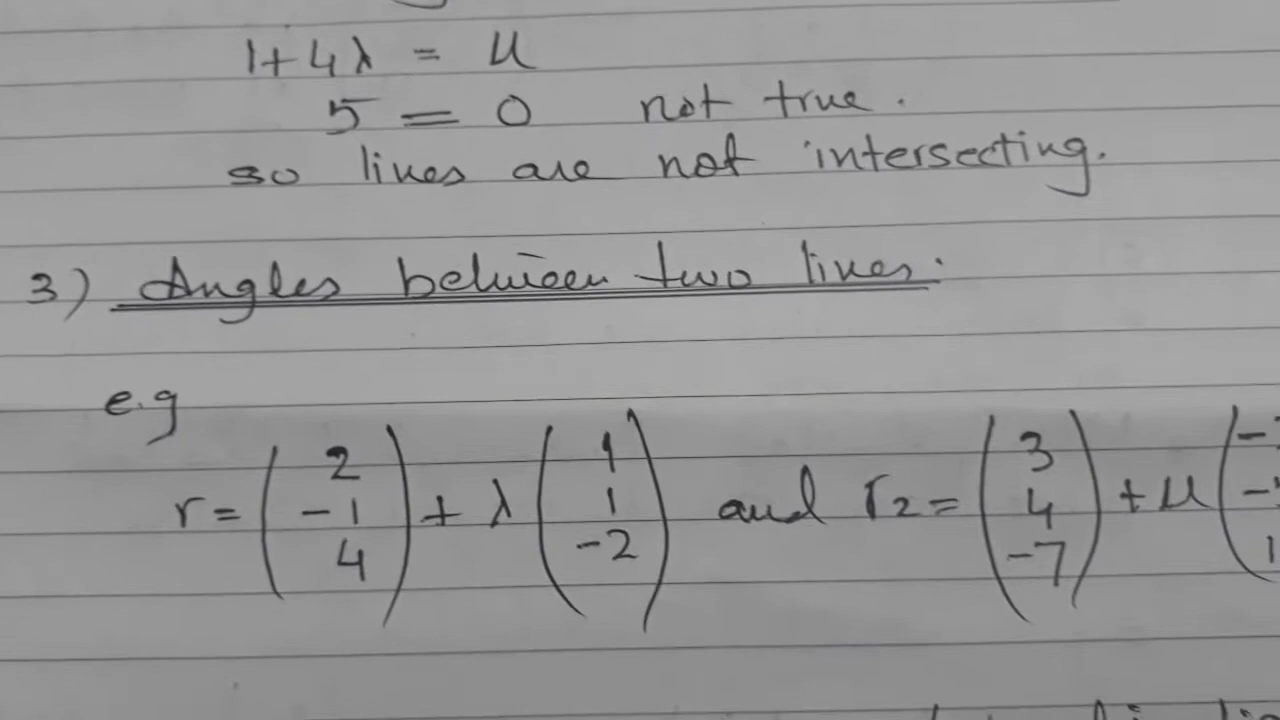 1+4λ = μ
5 = 0 not true.
so lines are not intersecting.
3) Angles between two lines.
e.g
r = (2 -1 4) + λ (1 1 -2) and r2 = (3 4 -7) + μ